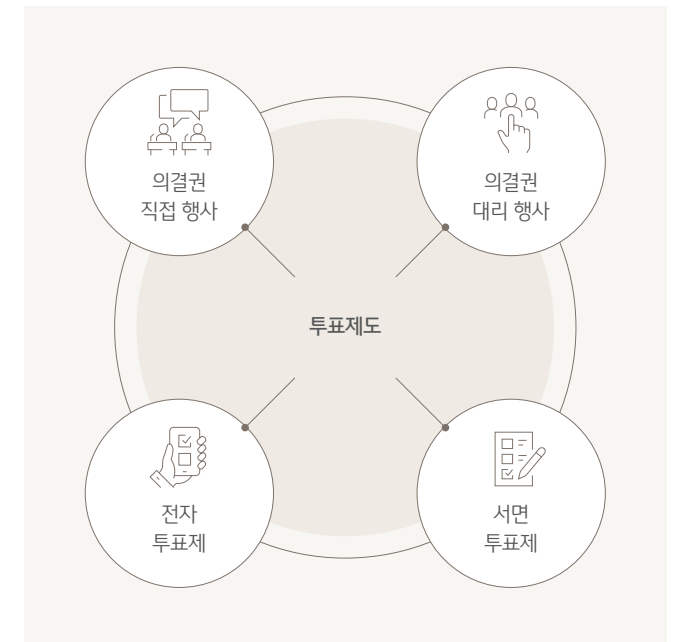 의결권
직접 행사
의결권
대리 행사
투표제도
전자
투표제
서면
투표제